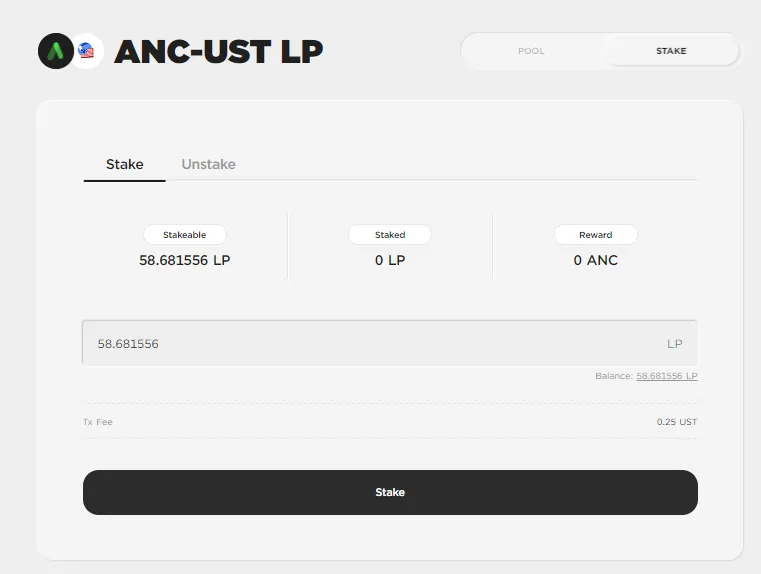 ANC-UST LP
POOL
STAKE
Stake
Unstake
Stakeable
Staked
Reward
58.681556 LP
0 LP
0 ANC
58.681556
LP
Balance: 58.681556 LP
Tx Fee
0.25 UST
Stake